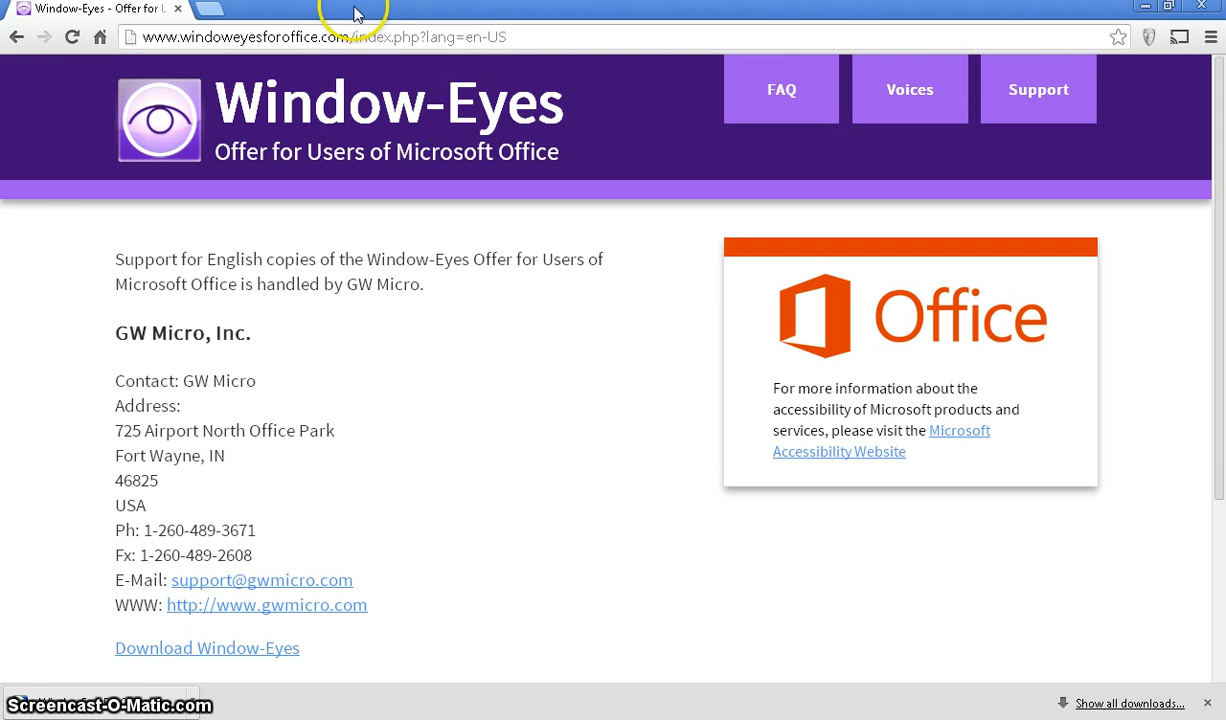 Window-Eyes - Offer for U
www.windoweyesforoffice.com/index.php?lang=en-US
Window-Eyes
Offer for Users of Microsoft Office
FAQ
Voices
Support
Support for English copies of the Window-Eyes Offer for Users of
Microsoft Office is handled by GW Micro.
GW Micro, Inc.
Contact: GW Micro
Address:
725 Airport North Office Park
Fort Wayne, IN
46825
USA
Ph: 1-260-489-3671
Fx: 1-260-489-2608
E-Mail: support@gwmicro.com
WWW: http://www.gwmicro.com
Download Window-Eyes
Office
For more information about the
accessibility of Microsoft products and
services, please visit the Microsoft
Accessibility Website
Screencast-O-Matic.com
Show all downloads...